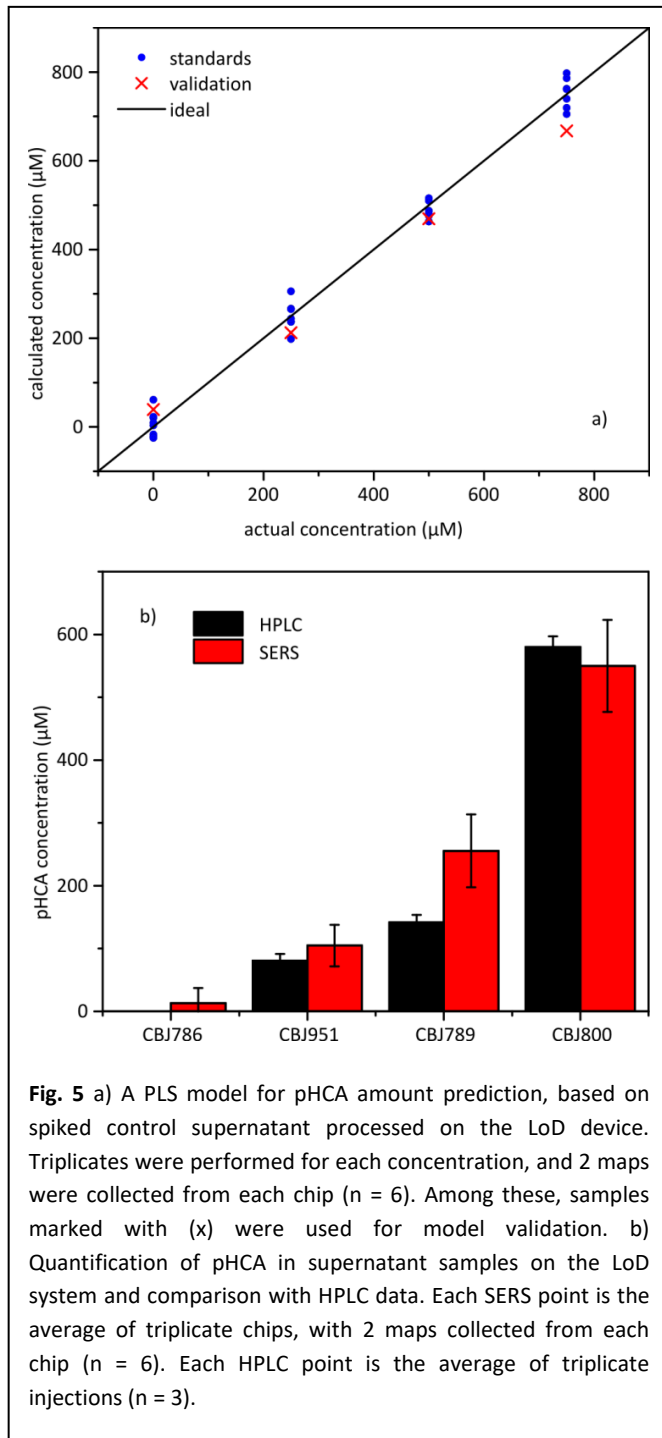 standards
validation
ideal
800
600
400
200
0
calculated concentration (µM)
a)
0
200
400
600
800
actual concentration (µM)
b)
HPLC
SERS
600
400
200
0
pHCA concentration (µM)
CBJ786
CBJ951
CBJ789
CBJ800
Fig. 5 a) A PLS model for pHCA amount prediction, based on
spiked control supernatant processed on the LoD device.
Triplicates were performed for each concentration, and 2 maps
were collected from each chip (n = 6). Among these, samples
marked with (x) were used for model validation. b)
Quantification of pHCA in supernatant samples on the LoD
system and comparison with HPLC data. Each SERS point is the
average of triplicate chips, with 2 maps collected from each
chip (n = 6). Each HPLC point is the average of triplicate
injections (n = 3).